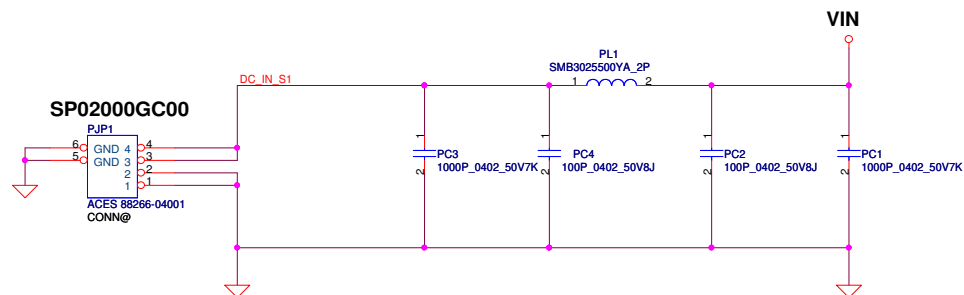 VIN
PL1
SMB3025500YA_2P
DC_IN_S1
1 2
SP02000GC00
PJP1
6 GND 4 4
5 GND 3 3
2 2
1 1
ACES 88266-04001
CONN@
1
2
PC3
1000P_0402_50V7K
1
2
PC4
100P_0402_50V8J
1
2
PC2
100P_0402_50V8J
1
2
PC1
1000P_0402_50V7K